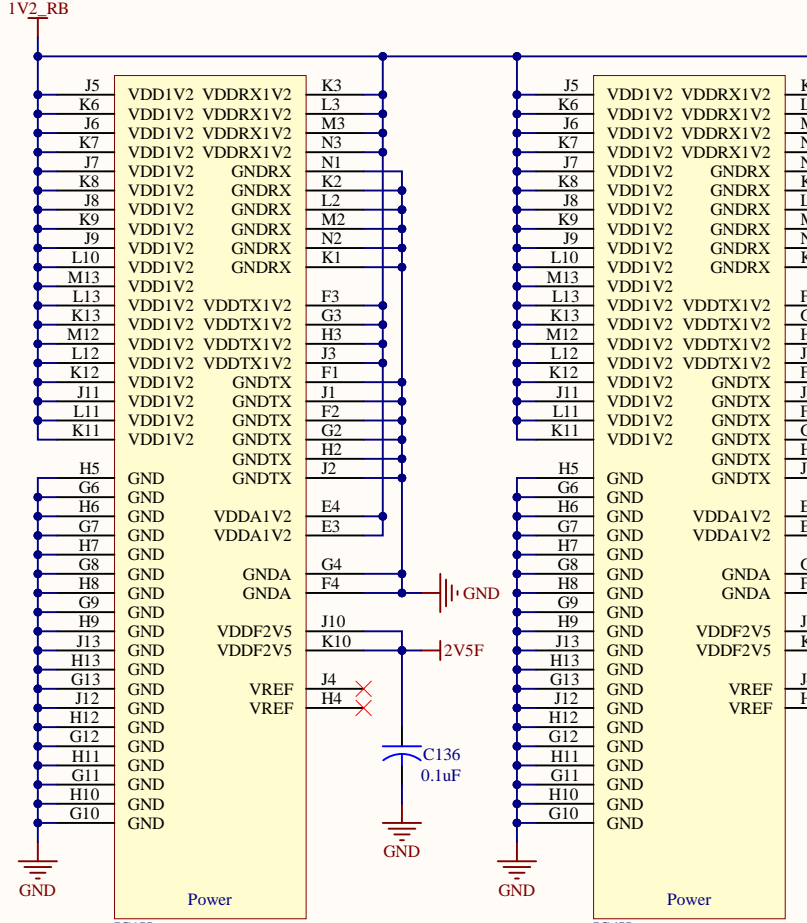 1V2_RB
J5 VDD1V2 VDDRX1V2 K3 J5 VDD1V2 VDDRX1V2
K6 VDD1V2 VDDRX1V2 L3 K6 VDD1V2 VDDRX1V2
J6 VDD1V2 VDDRX1V2 M3 J6 VDD1V2 VDDRX1V2
K7 VDD1V2 VDDRX1V2 N3 K7 VDD1V2 VDDRX1V2
J7 VDD1V2 GNDRX N1 J7 VDD1V2 GNDRX
K8 VDD1V2 GNDRX K2 K8 VDD1V2 GNDRX
J8 VDD1V2 GNDRX L2 J8 VDD1V2 GNDRX
K9 VDD1V2 GNDRX M2 K9 VDD1V2 GNDRX
J9 VDD1V2 GNDRX N2 J9 VDD1V2 GNDRX
L10 VDD1V2 GNDRX K1 L10 VDD1V2 GNDRX
M13 VDD1V2 M13 VDD1V2
L13 VDD1V2 VDDTX1V2 F3 L13 VDD1V2 VDDTX1V2
K13 VDD1V2 VDDTX1V2 G3 K13 VDD1V2 VDDTX1V2
M12 VDD1V2 VDDTX1V2 H3 M12 VDD1V2 VDDTX1V2
L12 VDD1V2 VDDTX1V2 J3 L12 VDD1V2 VDDTX1V2
K12 VDD1V2 GNDTX F1 K12 VDD1V2 GNDTX
J11 VDD1V2 GNDTX J1 J11 VDD1V2 GNDTX
L11 VDD1V2 GNDTX F2 L11 VDD1V2 GNDTX
K11 VDD1V2 GNDTX G2 K11 VDD1V2 GNDTX
GNDTX H2 GNDTX
H5 GND GNDTX J2 H5 GND GNDTX
G6 GND G6 GND
H6 GND VDDA1V2 E4 H6 GND VDDA1V2
G7 GND VDDA1V2 E3 G7 GND VDDA1V2
H7 GND H7 GND
G8 GND GNDA G4 G8 GND GNDA
H8 GND GNDA F4 GND H8 GND GNDA
G9 GND G9 GND
H9 GND VDDF2V5 J10 H9 GND VDDF2V5
J13 GND VDDF2V5 K10 2V5F J13 GND VDDF2V5
H13 GND H13 GND
G13 GND VREF J4 G13 GND VREF
J12 GND VREF H4 J12 GND VREF
H12 GND H12 GND
G12 GND G12 GND
H11 GND C136 H11 GND
G11 GND 0.1uF G11 GND
H10 GND H10 GND
G10 GND G10 GND
GND
GND GND
Power Power